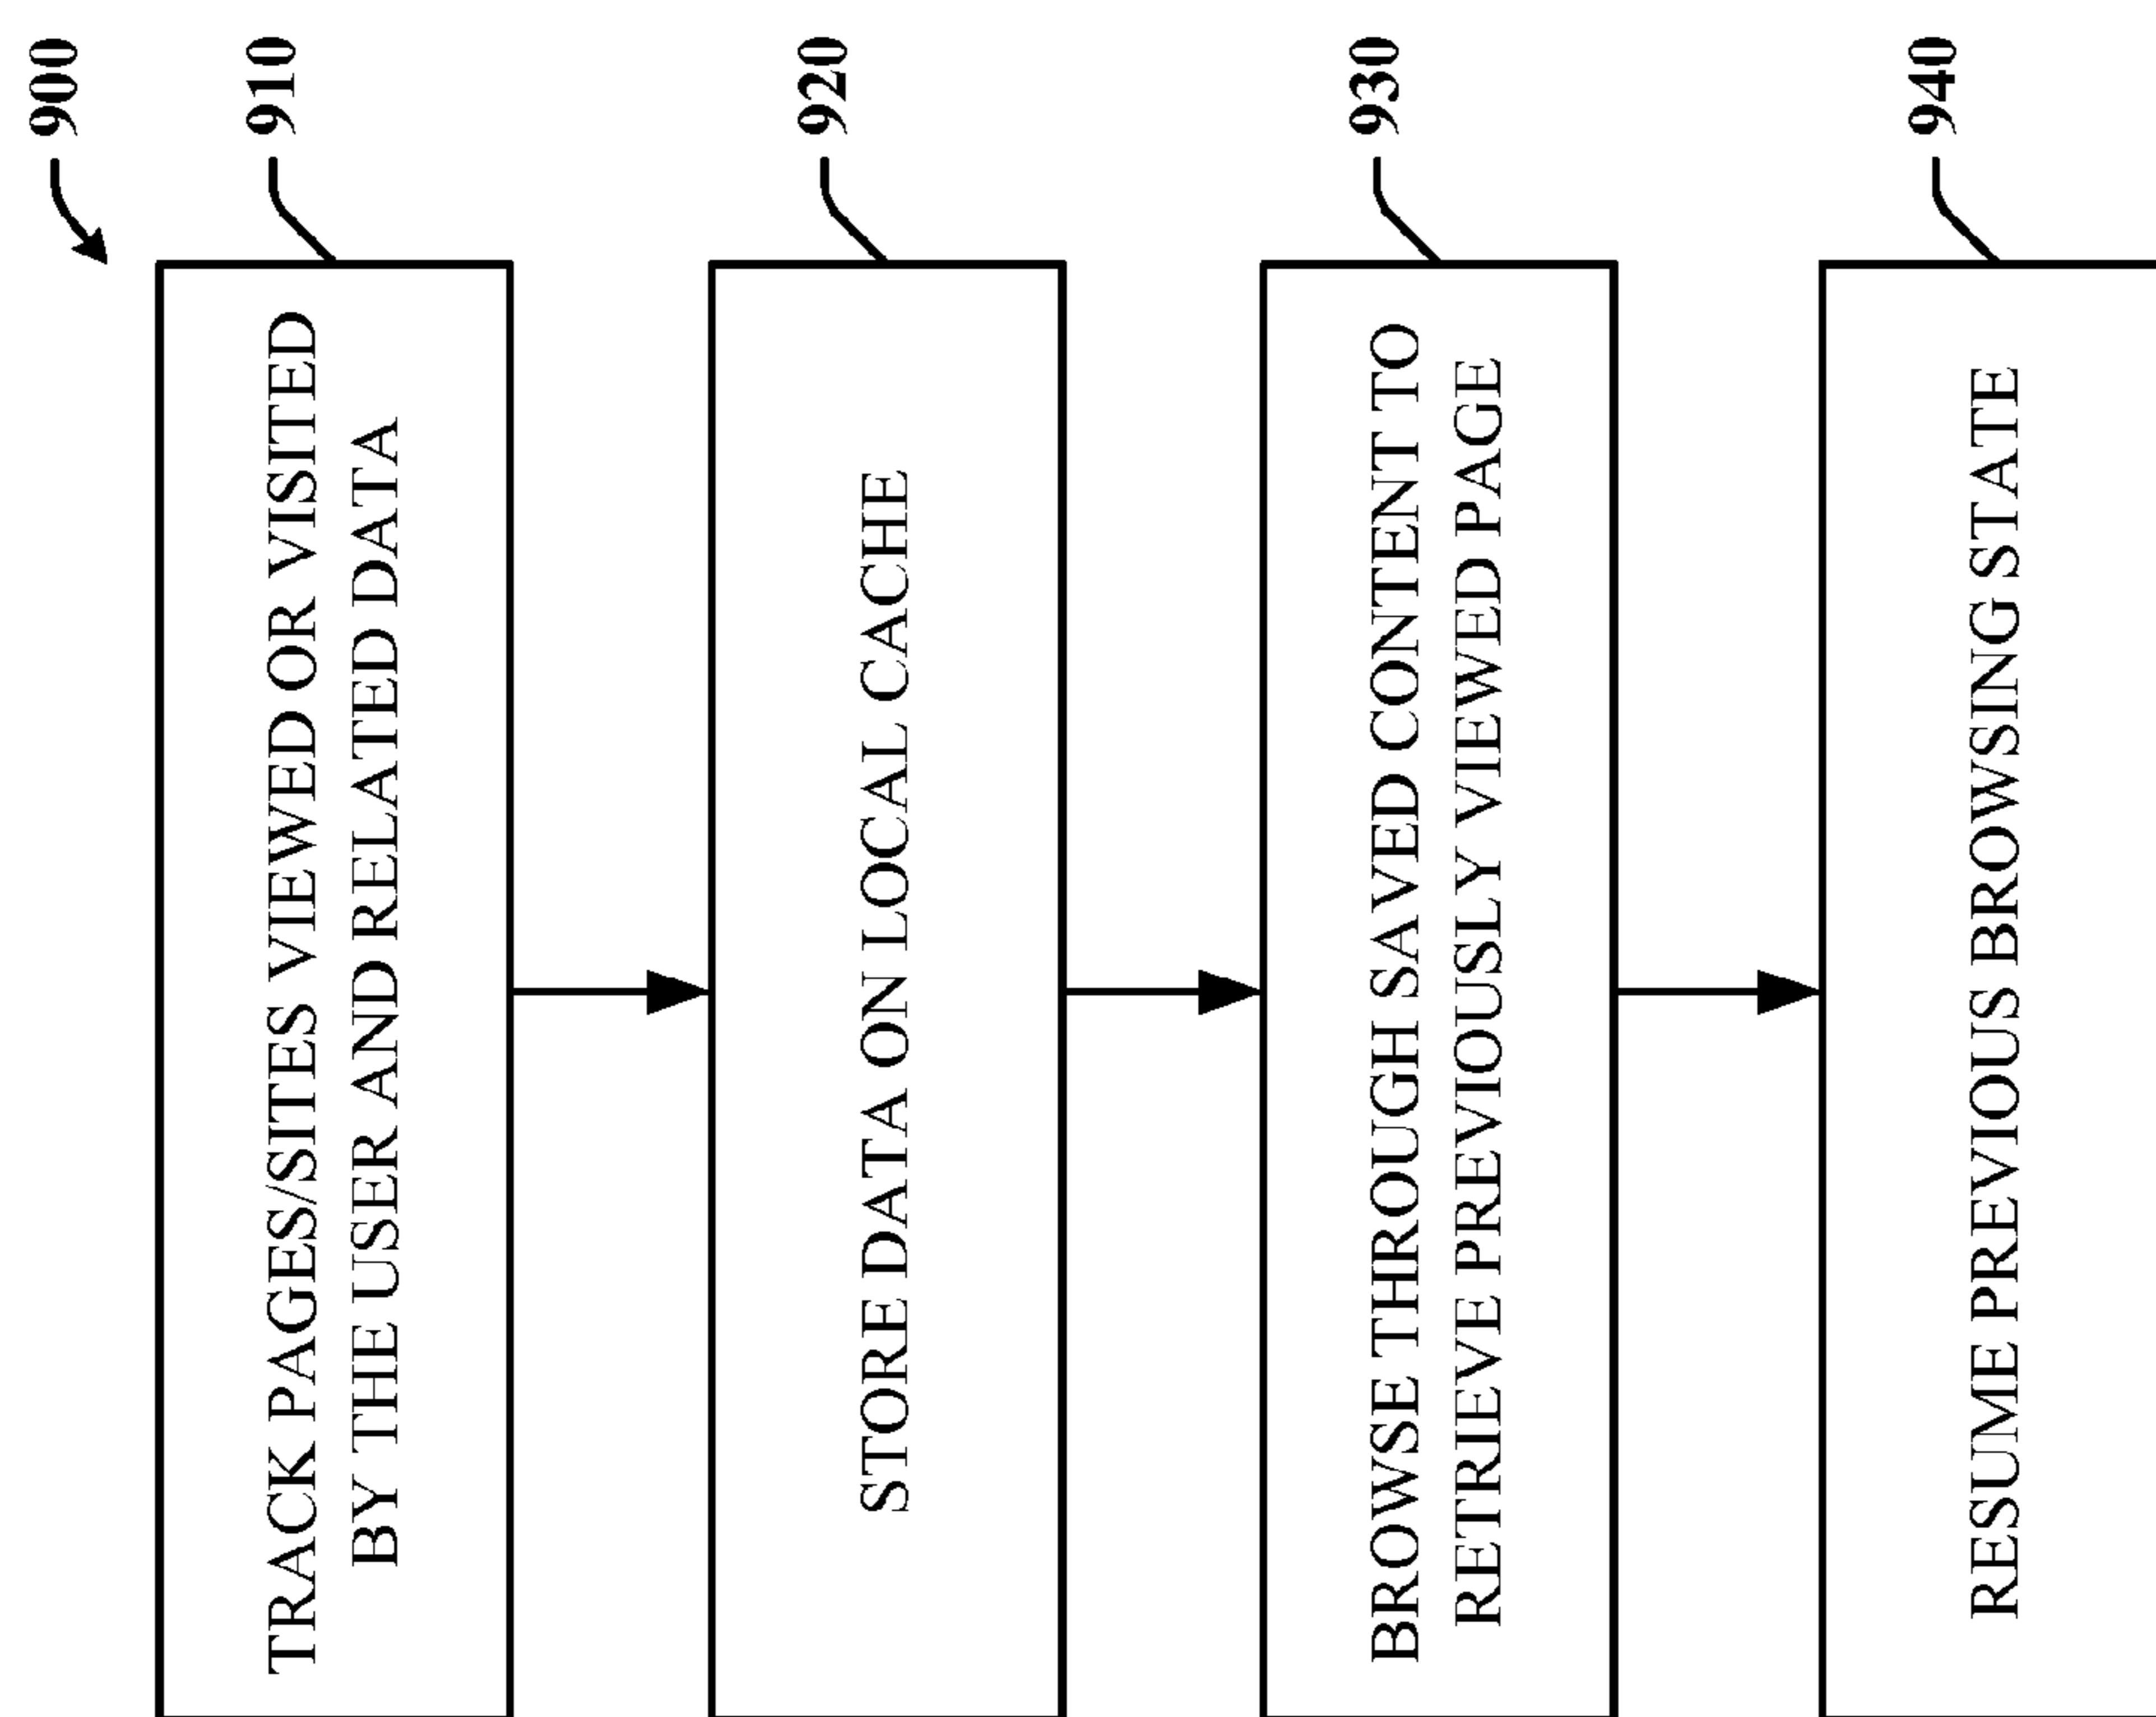 900
TRACK PAGES/SITES VIEWED OR VISITED
BY THE USER AND RELATED DATA
910
STORE DATA ON LOCAL CACHE
920
BROWSE THROUGH SAVED CONTENT TO
RETRIEVE PREVIOUSLY VIEWED PAGE
930
RESUME PREVIOUS BROWSING STATE
940